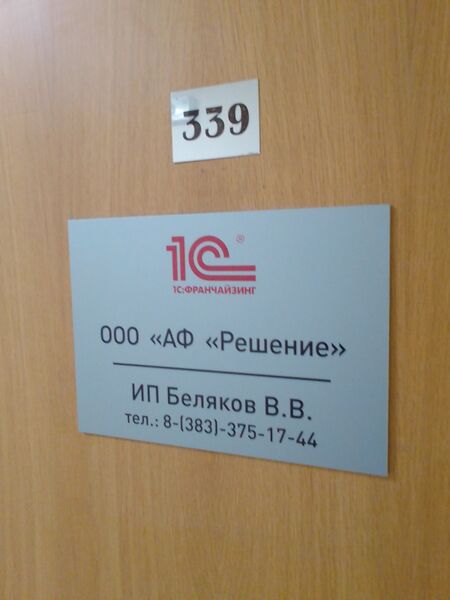 339
1С®
1С:ФРАНЧАЙЗИНГ
ООО «АФ «Решение»
ИП Беляков В.В.
тел.: 8-(383)-375-17-44